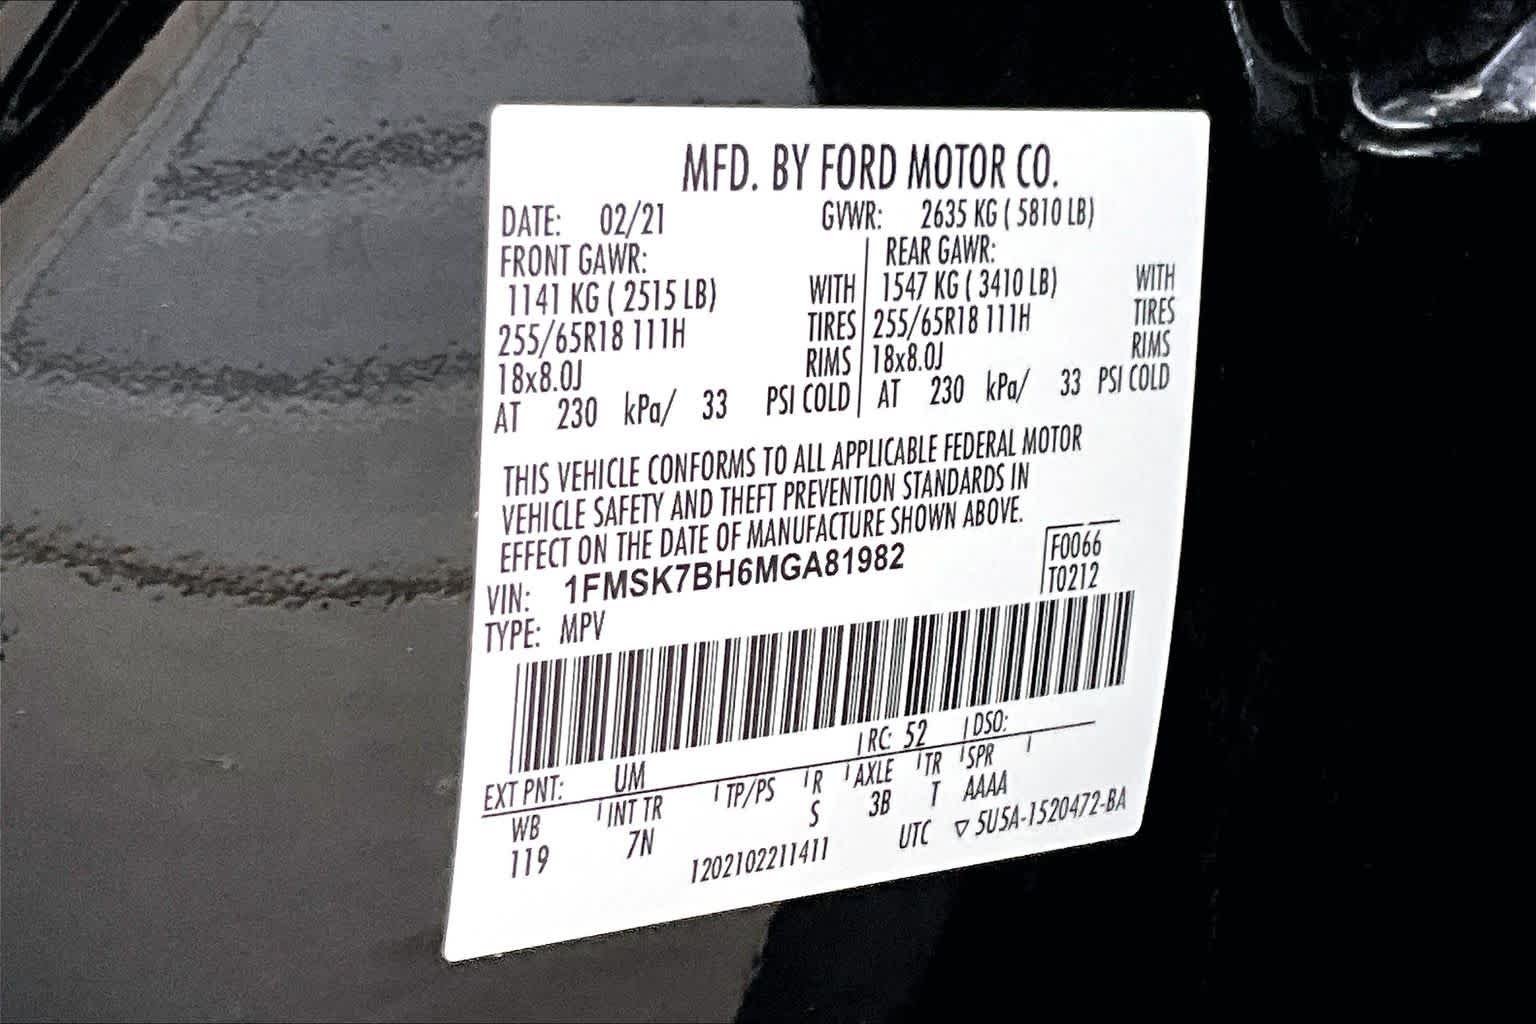 MFD. BY FORD MOTOR CO.
DATE: 02/21 GVWR: 2635 KG ( 5810 LB)
FRONT GAWR: REAR GAWR:
1141 KG ( 2515 LB) WITH 1547 KG ( 3410 LB) WITH
255/65R18 111H TIRES 255/65R18 111H TIRES
18x8.0J RIMS 18x8.0J RIMS
AT 230 kPa/ 33 PSI COLD AT 230 kPa/ 33 PSI COLD
THIS VEHICLE CONFORMS TO ALL APPLICABLE FEDERAL MOTOR
VEHICLE SAFETY AND THEFT PREVENTION STANDARDS IN
EFFECT ON THE DATE OF MANUFACTURE SHOWN ABOVE.
VIN: 1FMSK7BH6MGA81982 F0066
TYPE: MPV T0212
RC: 52 DSO:
EXT PNT: UM
WB INT TR TP/PS R AXLE TR SPR
119 7N S 3B T AAAA
1202102211411 UTC ▽ 5U5A-1520472-BA